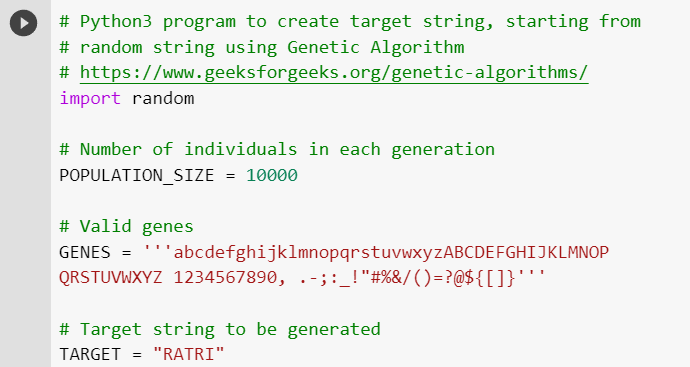 # Python3 program to create target string, starting from
# random string using Genetic Algorithm
# https://www.geeksforgeeks.org/genetic-algorithms/
import random
# Number of individuals in each generation
POPULATION_SIZE = 10000
# Valid genes
GENES = '''abcdefghijklmnopqrstuvwxyzABCDEFGHIJKLMNOP
QRSTUVWXYZ 1234567890, .-;:_!"#%&/()=?@${[]}'''
# Target string to be generated
TARGET = "RATRI"